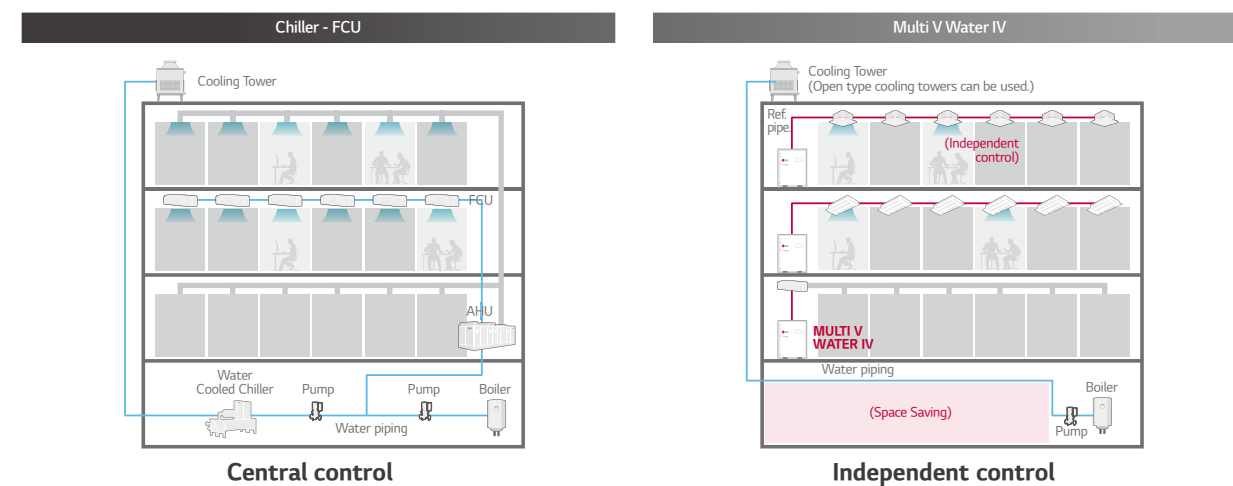 Chiller - FCU
Cooling Tower
FCU
AHU
Water
Cooled Chiller
Pump
Pump
Boiler
Water piping
Central control
Multi V Water IV
Cooling Tower
(Open type cooling towers can be used.)
Ref.
pipe.
(Independent
control)
MULTI V
WATER IV
Water piping
(Space Saving)
Boiler
Pump
Independent control